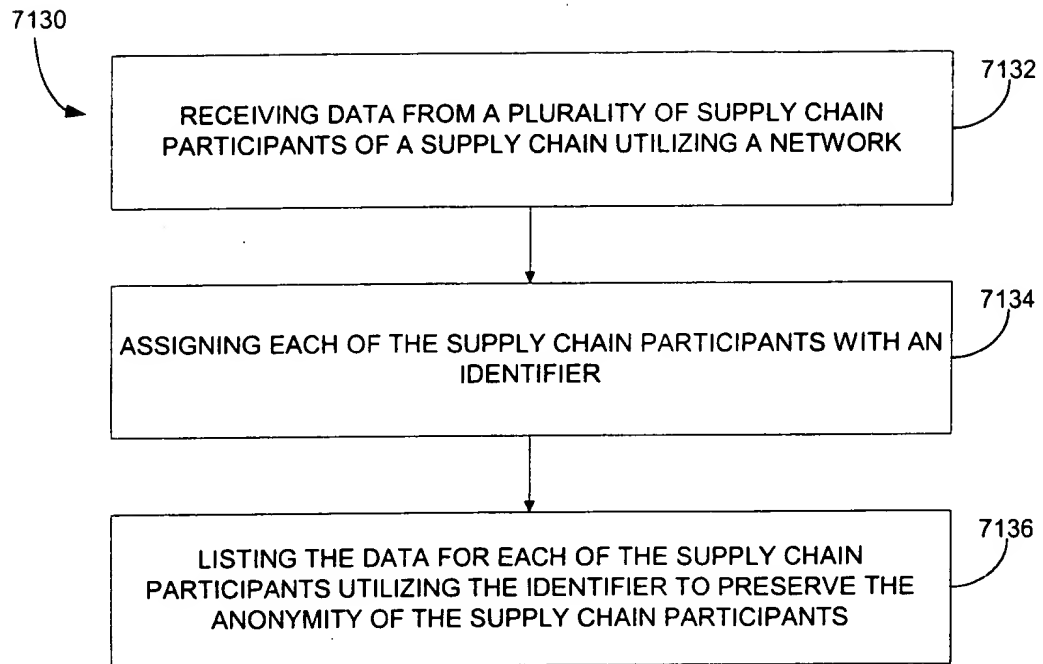 7130
7132
RECEIVING DATA FROM A PLURALITY OF SUPPLY CHAIN
PARTICIPANTS OF A SUPPLY CHAIN UTILIZING A NETWORK
7134
ASSIGNING EACH OF THE SUPPLY CHAIN PARTICIPANTS WITH AN
IDENTIFIER
7136
LISTING THE DATA FOR EACH OF THE SUPPLY CHAIN
PARTICIPANTS UTILIZING THE IDENTIFIER TO PRESERVE THE
ANONYMITY OF THE SUPPLY CHAIN PARTICIPANTS